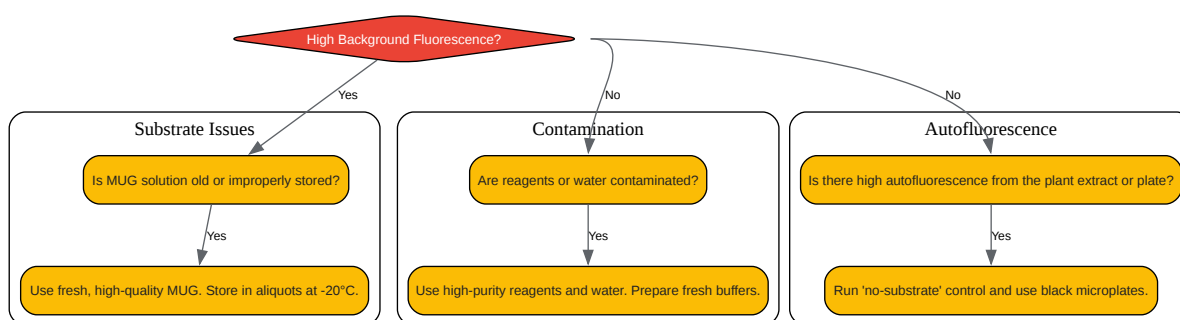 High Background Fluorescence?
Yes
No
No
Substrate Issues
Contamination
Autofluorescence
Is MUG solution old or improperly stored?
Are reagents or water contaminated?
Is there high autofluorescence from the plant extract or plate?
Yes
Yes
Yes
Use fresh, high-quality MUG. Store in aliquots at -20°C.
Use high-purity reagents and water. Prepare fresh buffers.
Run 'no-substrate' control and use black microplates.